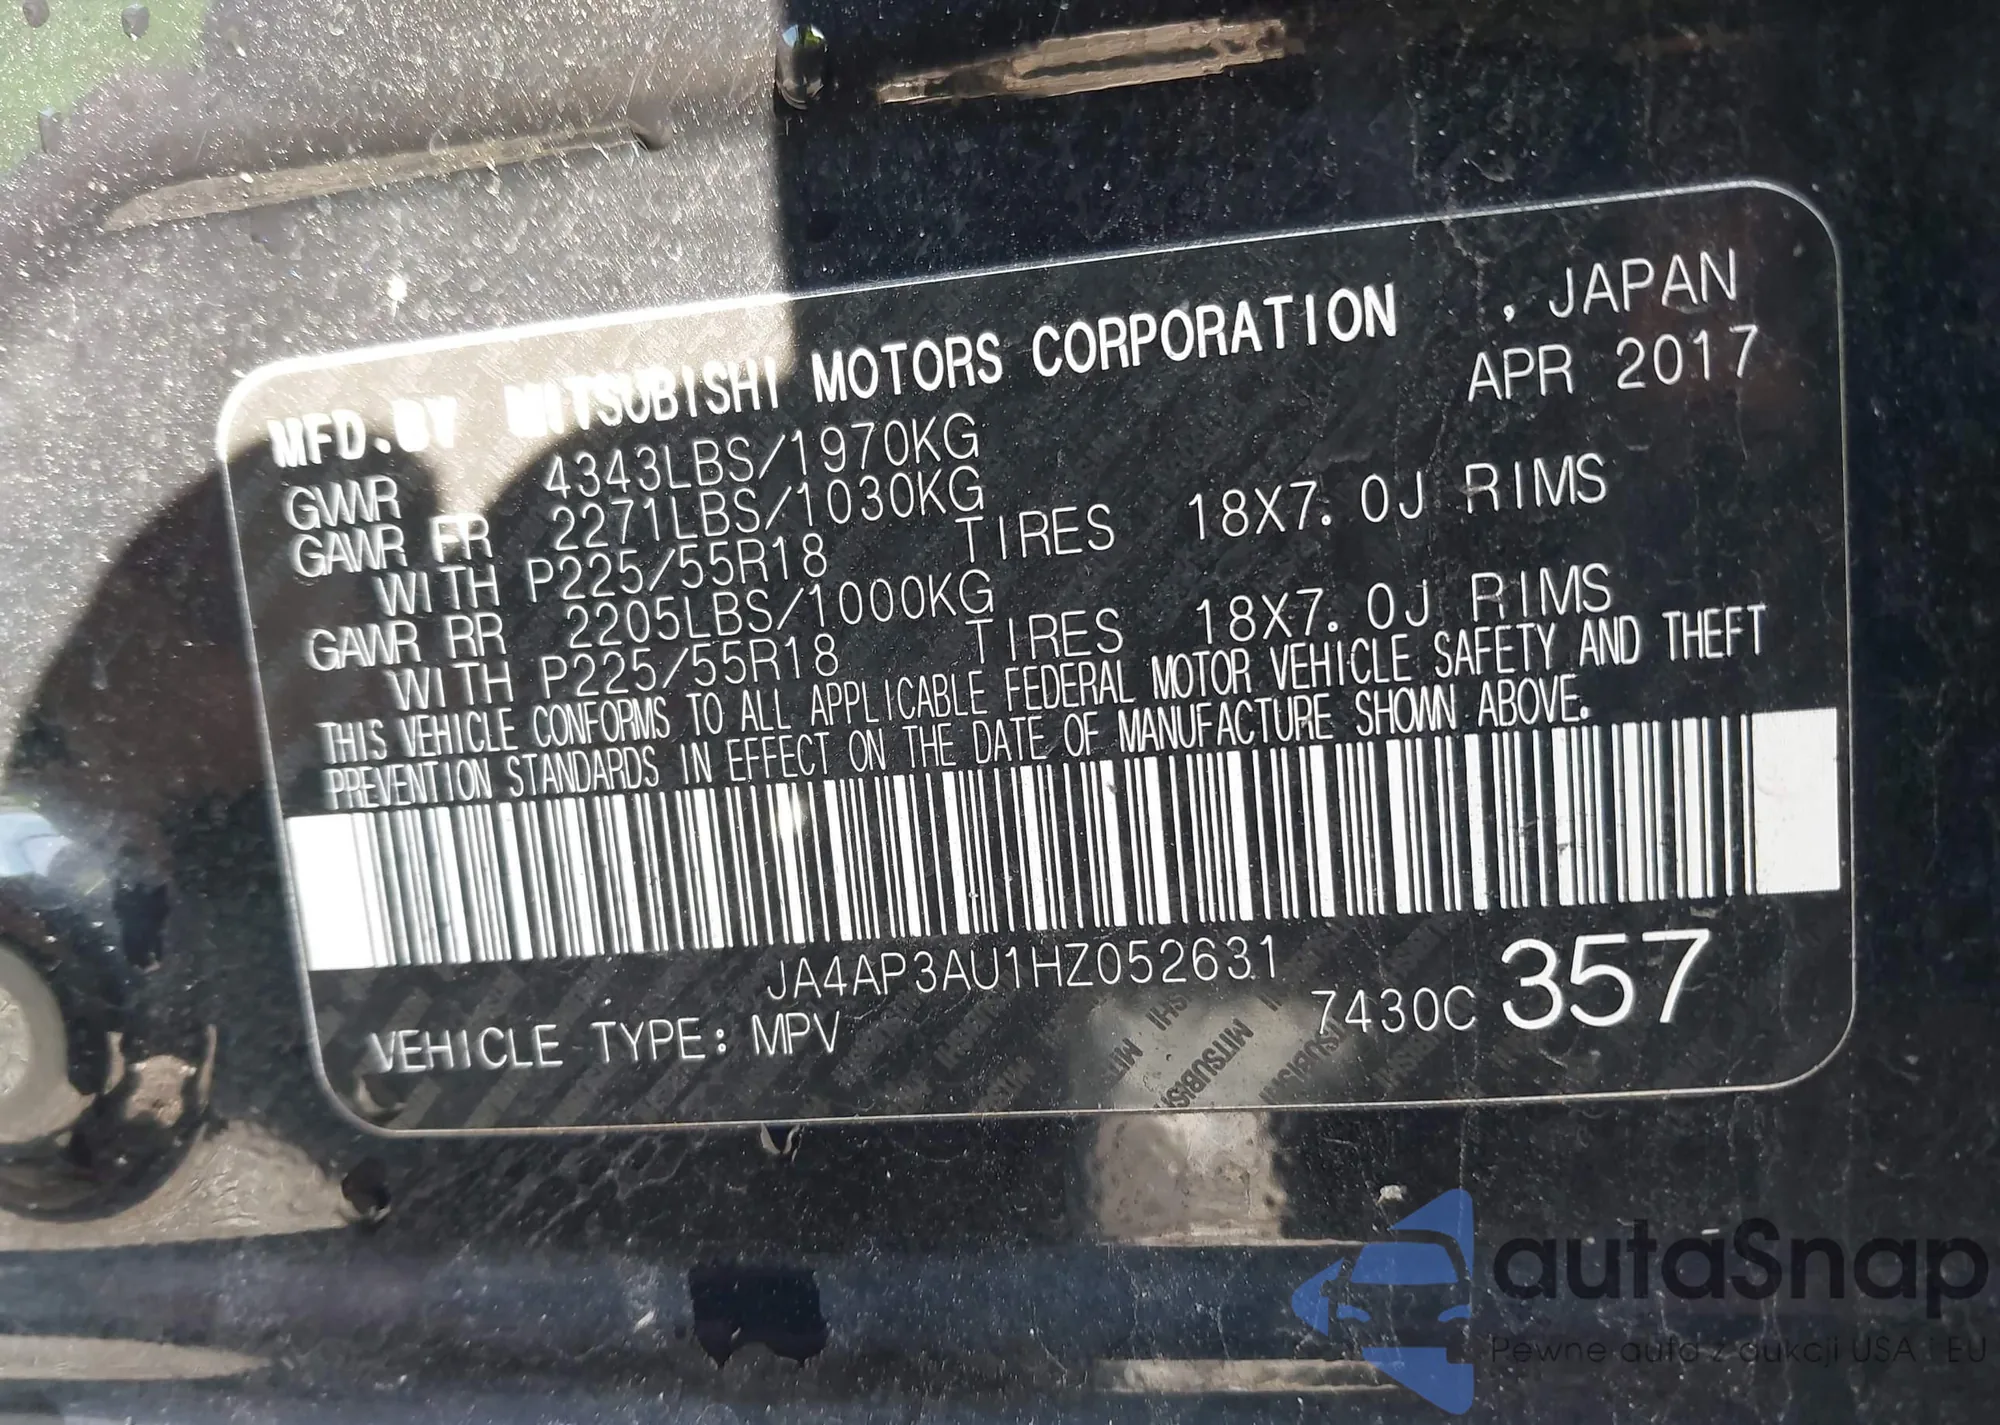 MFD.BY MITSUBISHI MOTORS CORPORATION , JAPAN
APR 2017
GVWR 4343LBS/1970KG
GAWR FR 2271LBS/1030KG
WITH P225/55R18 TIRES 18X7.0J RIMS
GAWR RR 2205LBS/1000KG
WITH P225/55R18 TIRES 18X7.0J RIMS
THIS VEHICLE CONFORMS TO ALL APPLICABLE FEDERAL MOTOR VEHICLE SAFETY AND THEFT
PREVENTION STANDARDS IN EFFECT ON THE DATE OF MANUFACTURE SHOWN ABOVE.
JA4AP3AU1HZ052631
VEHICLE TYPE: MPV 7430C 357
MITSUBISHI
autaSnap
Pewne auta z aukcji USA i EU